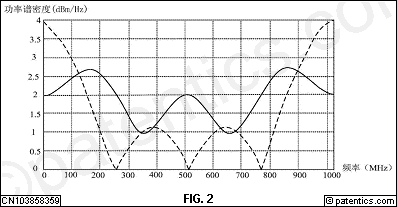 功率谱密度(dBm/Hz)
4
3.5
3
2.5
2
1.5
1
0.5
0
0 100 200 300 400 500 600 700 800 900 1000
频率（MHz）
CN103858359
FIG. 2
© patentics.com
©patentics.com